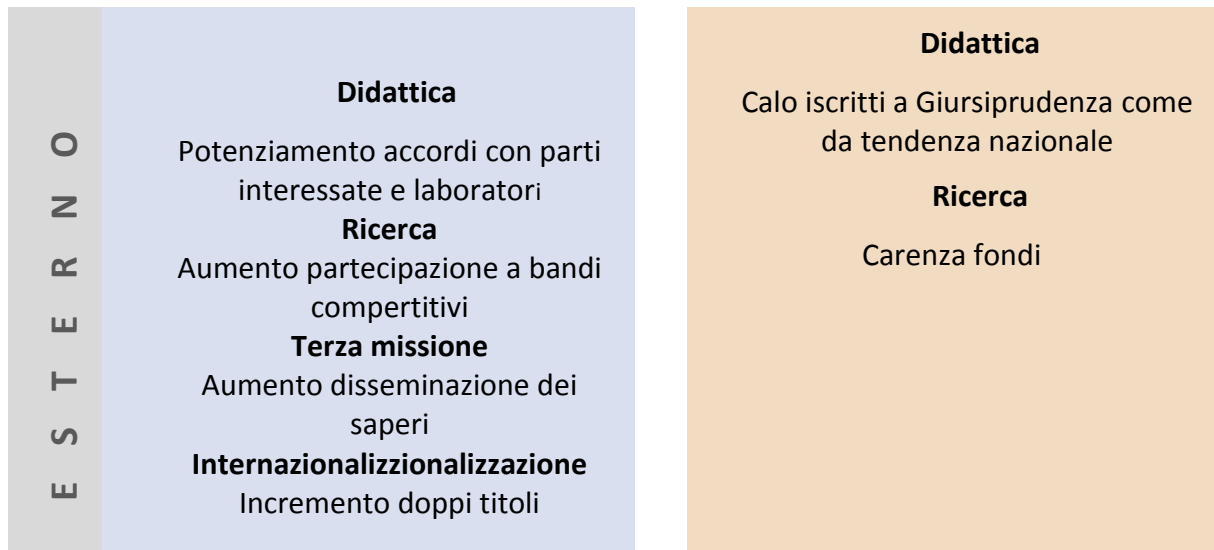 ESTERNO
Didattica
Potenziamento accordi con parti
interessate e laboratori
Ricerca
Aumento partecipazione a bandi
compertitivi
Terza missione
Aumento disseminazione dei
saperi
Internazionalizzionalizzazione
Incremento doppi titoli
Didattica
Calo iscritti a Giursiprudenza come
da tendenza nazionale
Ricerca
Carenza fondi